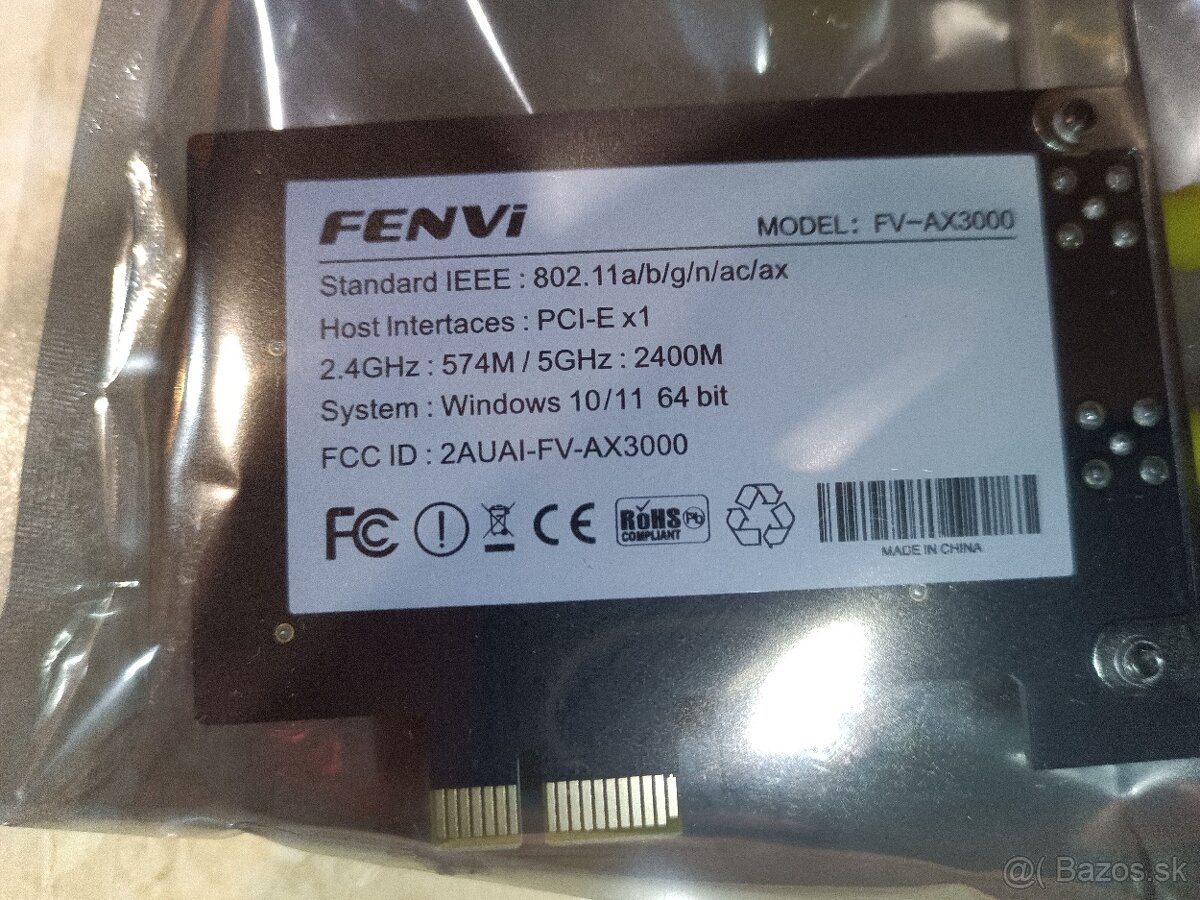 FENVi
MODEL: FV-AX3000
Standard IEEE : 802.11a/b/g/n/ac/ax
Host Intertaces : PCI-E x1
2.4GHz : 574M / 5GHz : 2400M
System : Windows 10/11 64 bit
FCC ID : 2AUAI-FV-AX3000
FC CE RoHS COMPLIANT Pb
MADE IN CHINA
@( Bazos.sk